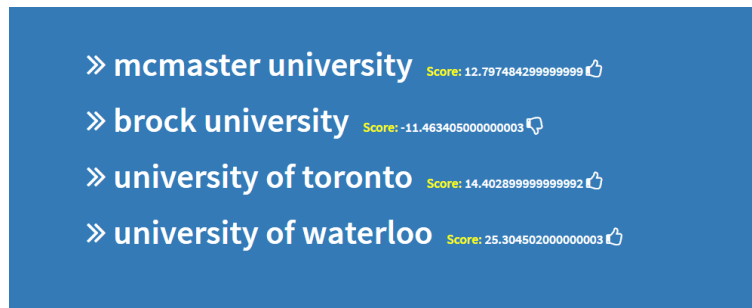 » mcmaster university Score: 12.797484299999999
» brock university Score: -11.463405000000003
» university of toronto Score: 14.402899999999992
» university of waterloo Score: 25.304502000000003